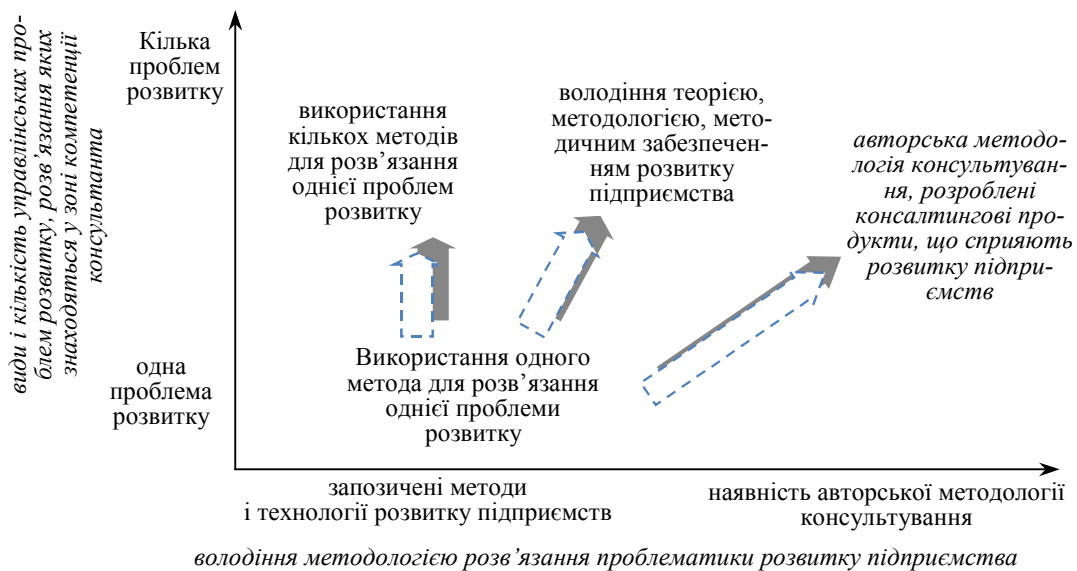 види і кількість управлінських про-
блем розвитку, розв’язання яких
знаходяться у зоні компетенції
консультанта
Кілька
проблем
розвитку
використання
кількох методів
для розв’язання
однієї проблем
розвитку
володіння теорією,
методологією, мето-
дичним забезпечен-
ням розвитку
підприємства
авторська методо-
логія консультуван-
ня, розроблені
консалтингові про-
дукти, що сприяють
розвитку підпри-
ємств
одна
проблема
розвитку
Використання одного
метода для розв’язання
однієї проблеми
розвитку
запозичені методи
і технології розвитку підприємств
наявність авторської методології
консультування
володіння методологією розв’язання проблематики розвитку підприємства